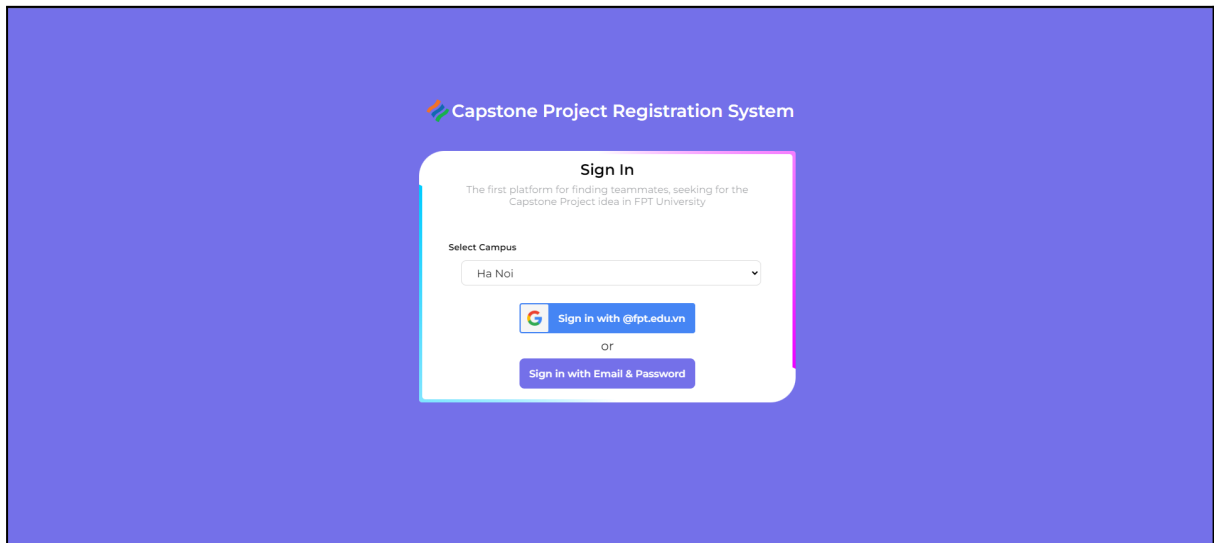 Capstone Project Registration System
Sign In
The first platform for finding teammates, seeking for the
Capstone Project idea in FPT University
Select Campus
Ha Noi
Sign in with @fpt.edu.vn
or
Sign in with Email & Password